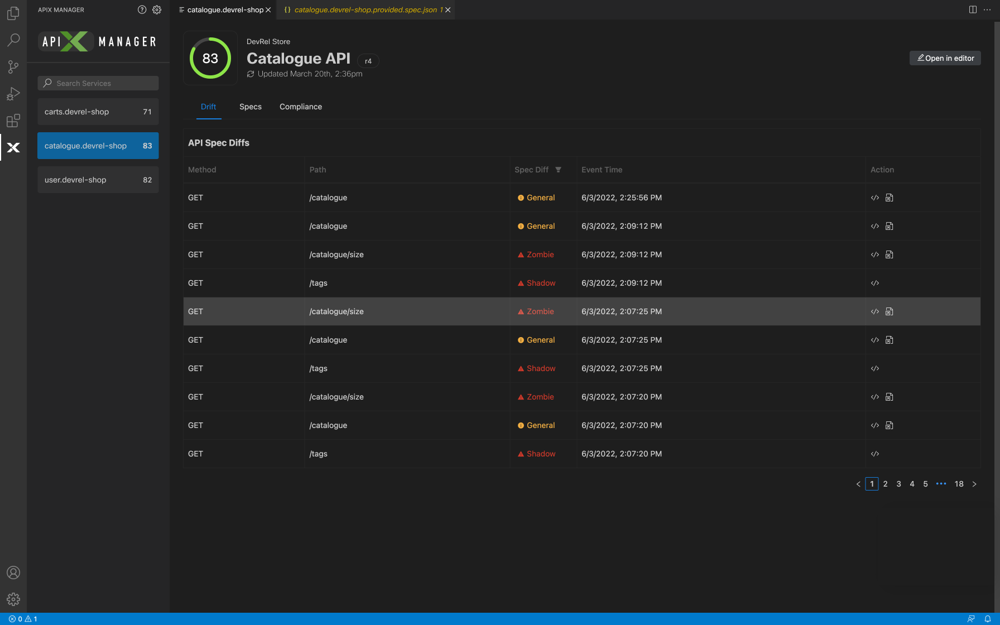 APIX MANAGER
catalogue.devrel-shop
{} catalogue.devrel-shop.provided.spec.json 1
API X MANAGER
Search Services
carts.devrel-shop 71
catalogue.devrel-shop 83
user.devrel-shop 82
83
DevRel Store
Catalogue API r4
Updated March 20th, 2:36pm
Open in editor
Drift Specs Compliance
API Spec Diffs
Method Path Spec Diff Event Time Action
GET /catalogue General 6/3/2022, 2:25:56 PM </>
GET /catalogue General 6/3/2022, 2:09:12 PM </>
GET /catalogue/size Zombie 6/3/2022, 2:09:12 PM </>
GET /tags Shadow 6/3/2022, 2:09:12 PM </>
GET /catalogue/size Zombie 6/3/2022, 2:07:25 PM </>
GET /catalogue General 6/3/2022, 2:07:25 PM </>
GET /tags Shadow 6/3/2022, 2:07:25 PM </>
GET /catalogue/size Zombie 6/3/2022, 2:07:20 PM </>
GET /catalogue General 6/3/2022, 2:07:20 PM </>
GET /tags Shadow 6/3/2022, 2:07:20 PM </>
< 1 2 3 4 5 ••• 18 >
0 1